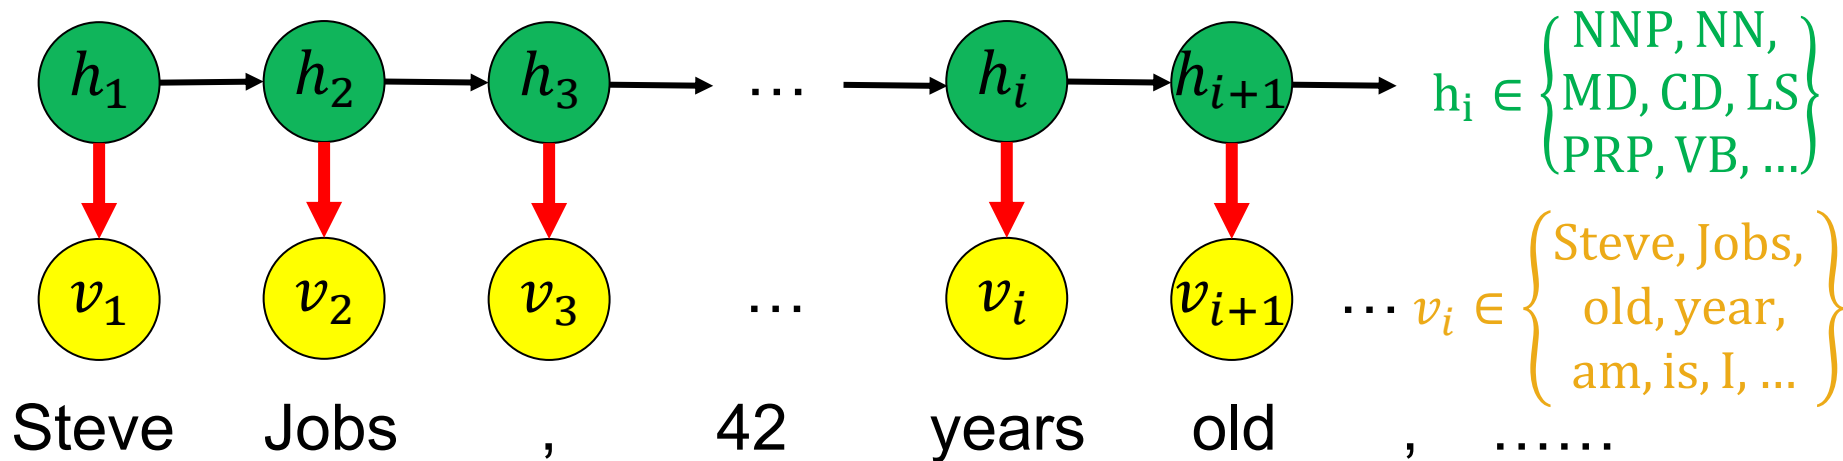 h₁ h₂ h₃ … hᵢ hᵢ₊₁ hᵢ ∈ { NNP, NN,
MD, CD, LS
PRP, VB, … }
v₁ v₂ v₃ … vᵢ vᵢ₊₁ … vᵢ ∈ { Steve, Jobs,
old, year,
am, is, I, … }
Steve Jobs , 42 years old , ……